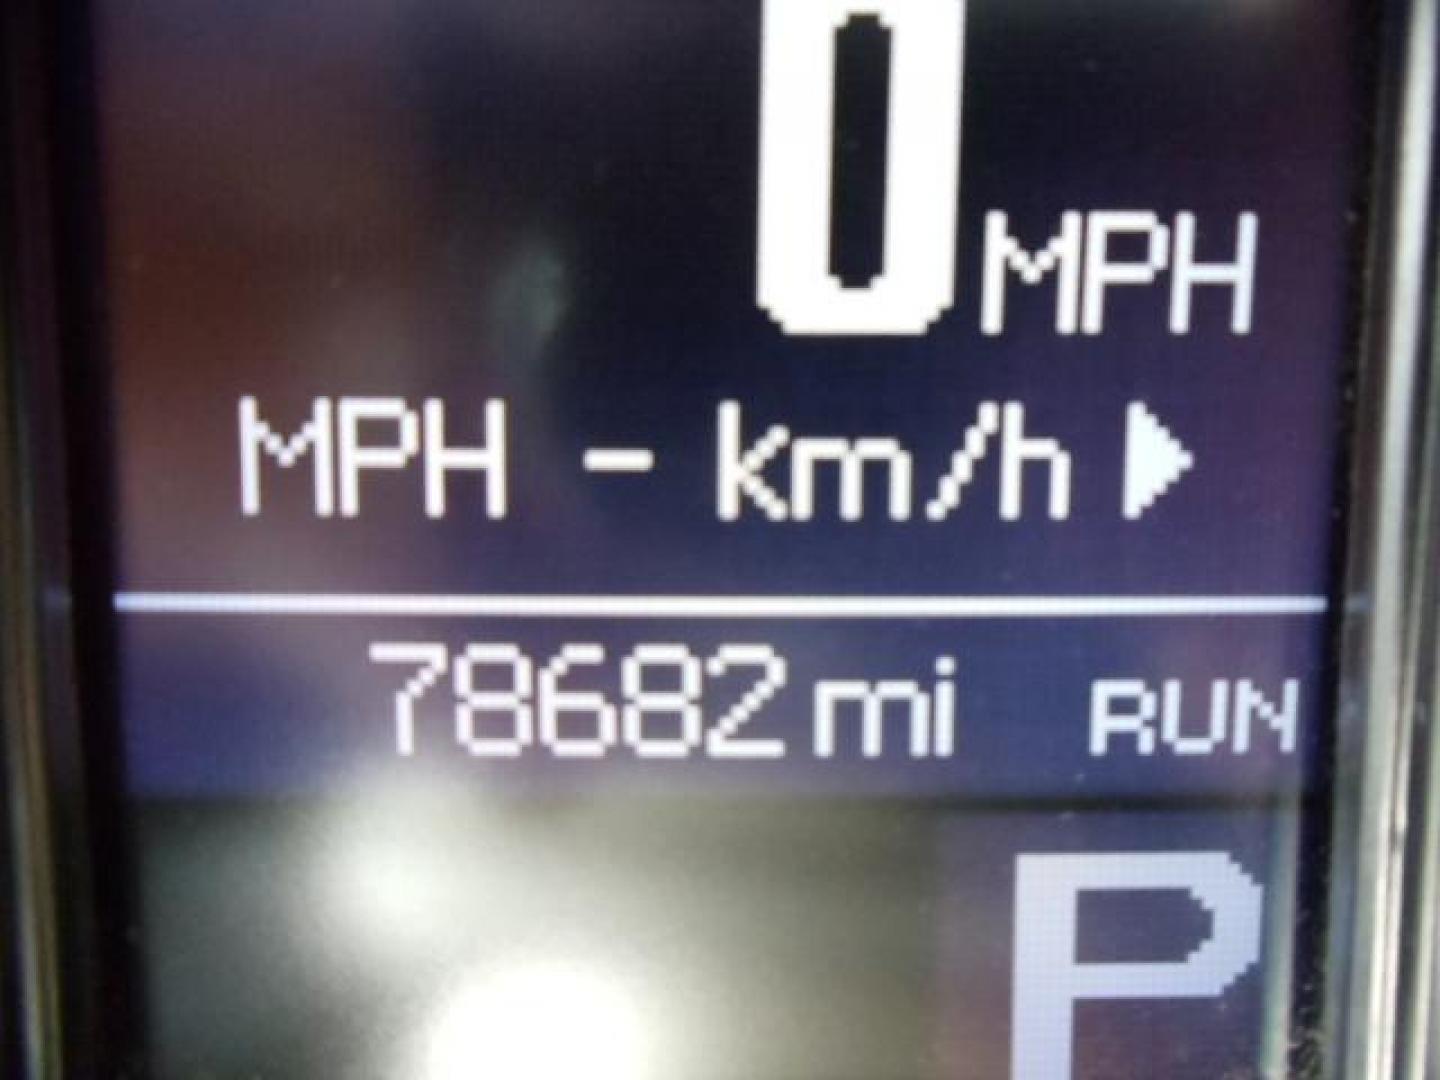 0 MPH
MPH - km/h ▶
78682 mi RUN
P